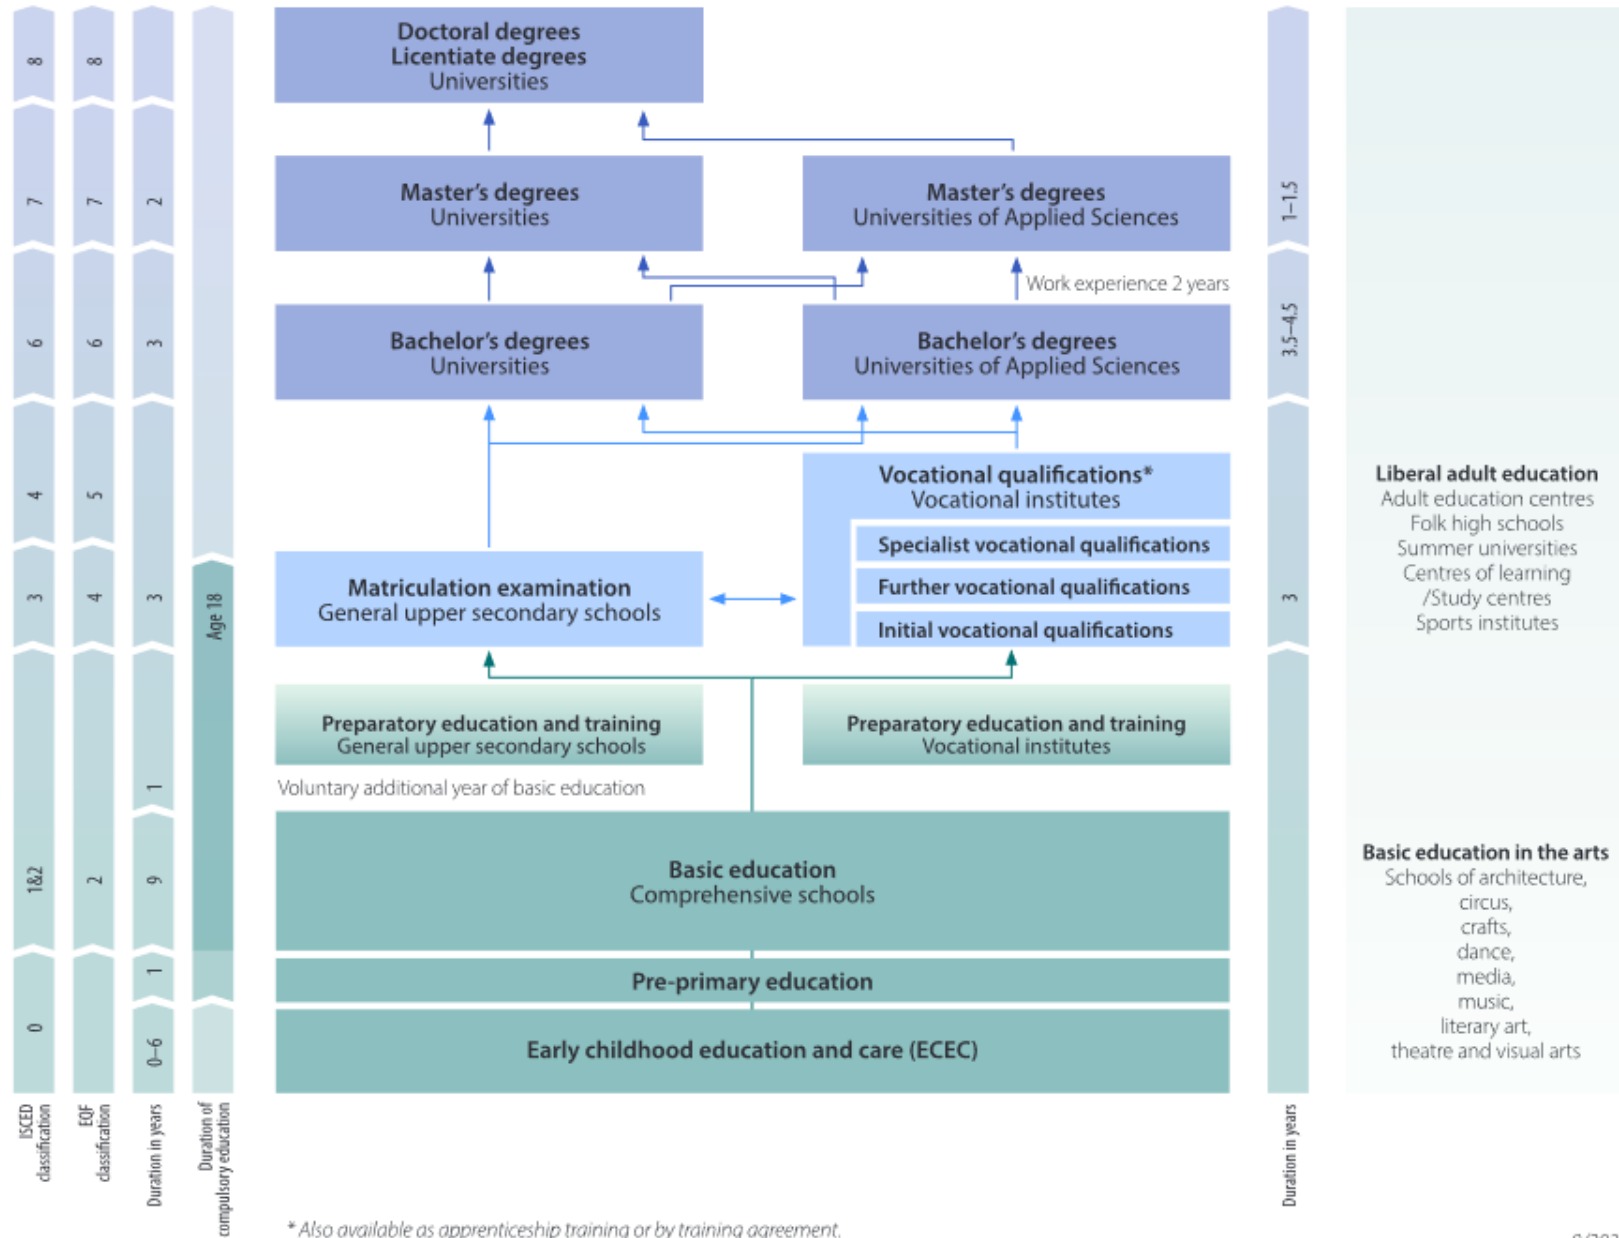 Doctoral degrees
Licentiate degrees
Universities
Master's degrees
Universities
Master's degrees
Universities of Applied Sciences
Work experience 2 years
Bachelor's degrees
Universities
Bachelor's degrees
Universities of Applied Sciences
Vocational qualifications*
Vocational institutes
Specialist vocational qualifications
Further vocational qualifications
Initial vocational qualifications
Matriculation examination
General upper secondary schools
Preparatory education and training
General upper secondary schools
Preparatory education and training
Vocational institutes
Voluntary additional year of basic education
Basic education
Comprehensive schools
Pre-primary education
Early childhood education and care (ECEC)
8
7
6
4
3
1&2
0
ISCED
classification
8
7
6
5
4
2
EQF
classification
2
3
3
1
9
1
0–6
Duration in years
Age 18
Duration of
compulsory education
1–1.5
3.5–4.5
3
Duration in years
Liberal adult education
Adult education centres
Folk high schools
Summer universities
Centres of learning
/Study centres
Sports institutes
Basic education in the arts
Schools of architecture,
circus,
crafts,
dance,
media,
music,
literary art,
theatre and visual arts
* Also available as apprenticeship training or by training agreement.